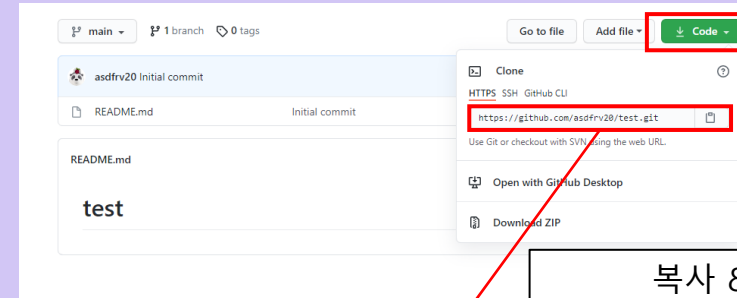 main 1 branch 0 tags Go to file Add file Code
asdfrv20 Initial commit
README.md Initial commit
README.md
test
Clone
HTTPS SSH GitHub CLI
https://github.com/asdfrv20/test.git
Use Git or checkout with SVN using the web URL.
Open with GitHub Desktop
Download ZIP
복사 &